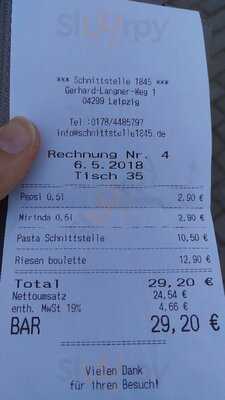 *** Schnittstelle 1845 ***
Gerhard-Langner-Weg 1
04299 Leipzig
Tel :0178/4485797
info@schnittstelle1845.de
Rechnung Nr. 4
6.5.2018
Tisch 35
Pepsi 0,5l 2,90 €
Mirinda 0,5l 2,90 €
Pasta Schnittstelle 10,50 €
Riesen boulette 12,90 €
Total 29,20 €
Nettoumsatz 24,54 €
enth. MwSt 19% 4,66 €
BAR 29,20 €
Vielen Dank
für Ihren Besuch!